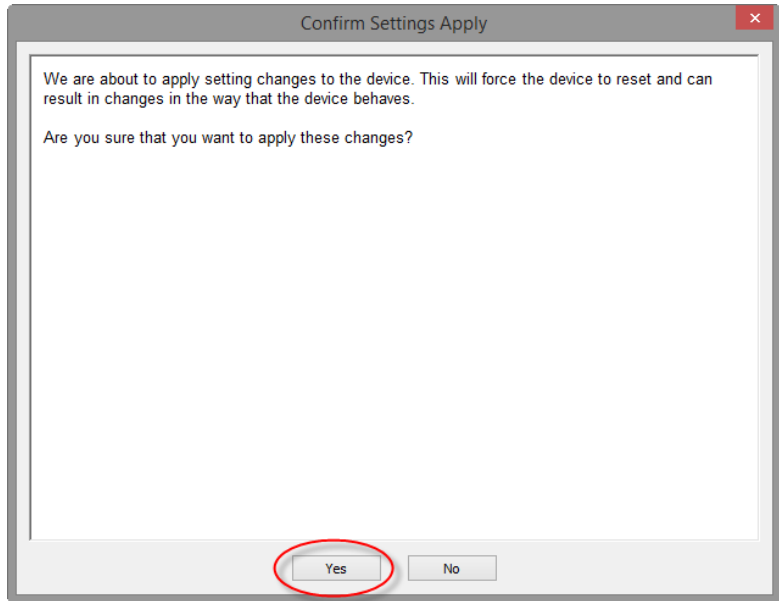 Confirm Settings Apply
We are about to apply setting changes to the device. This will force the device to reset and can
result in changes in the way that the device behaves.
Are you sure that you want to apply these changes?
Yes
No